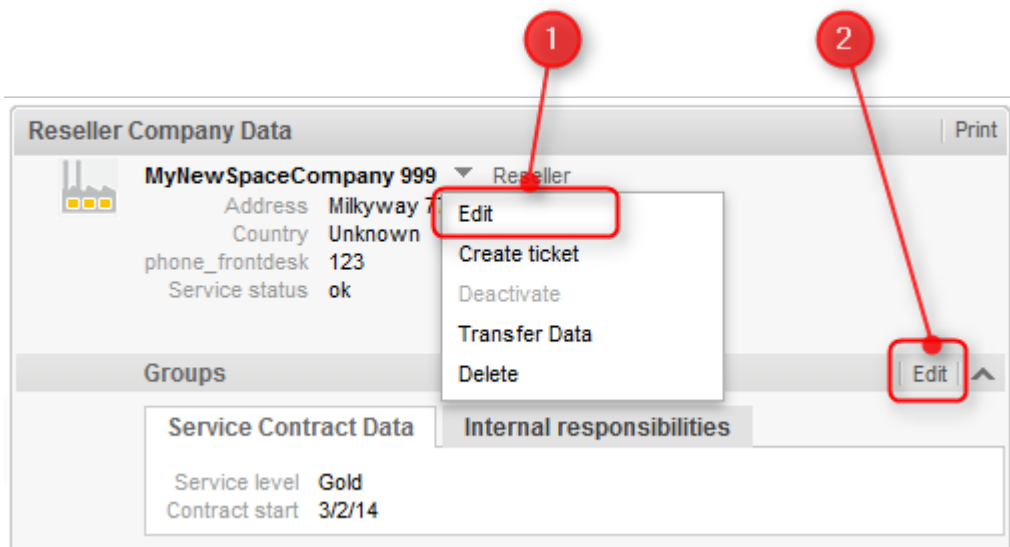 1 2
Reseller Company Data Print
MyNewSpaceCompany 999 Reseller
Address Milkyway 7
Country Unknown
phone_frontdesk 123
Service status ok
Edit
Create ticket
Deactivate
Transfer Data
Delete
Groups Edit
Service Contract Data Internal responsibilities
Service level Gold
Contract start 3/2/14